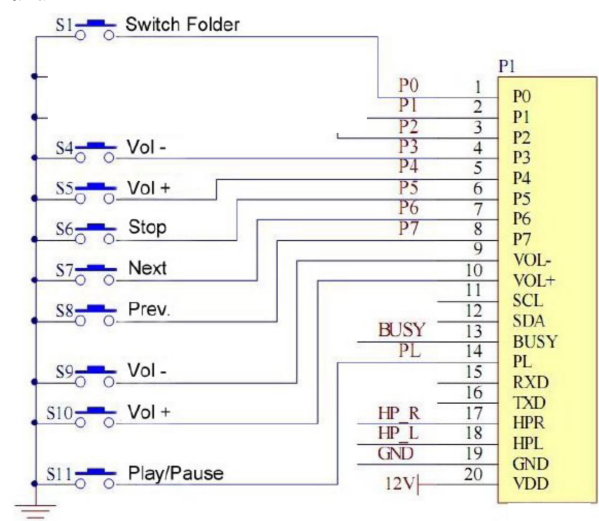 S1 Switch Folder
P1
P0 1 P0
P1 2 P1
P2 3 P2
S4 Vol - P3 4 P3
P4 5 P4
S5 Vol + P5 6 P5
S6 Stop P6 7 P6
P7 8 P7
S7 Next 9 VOL-
10 VOL+
S8 Prev. 11 SCL
12 SDA
BUSY 13 BUSY
S9 Vol - PL 14 PL
15 RXD
S10 Vol + 16 TXD
HP_R 17 HPR
HP_L 18 HPL
S11 Play/Pause GND 19 GND
12V 20 VDD